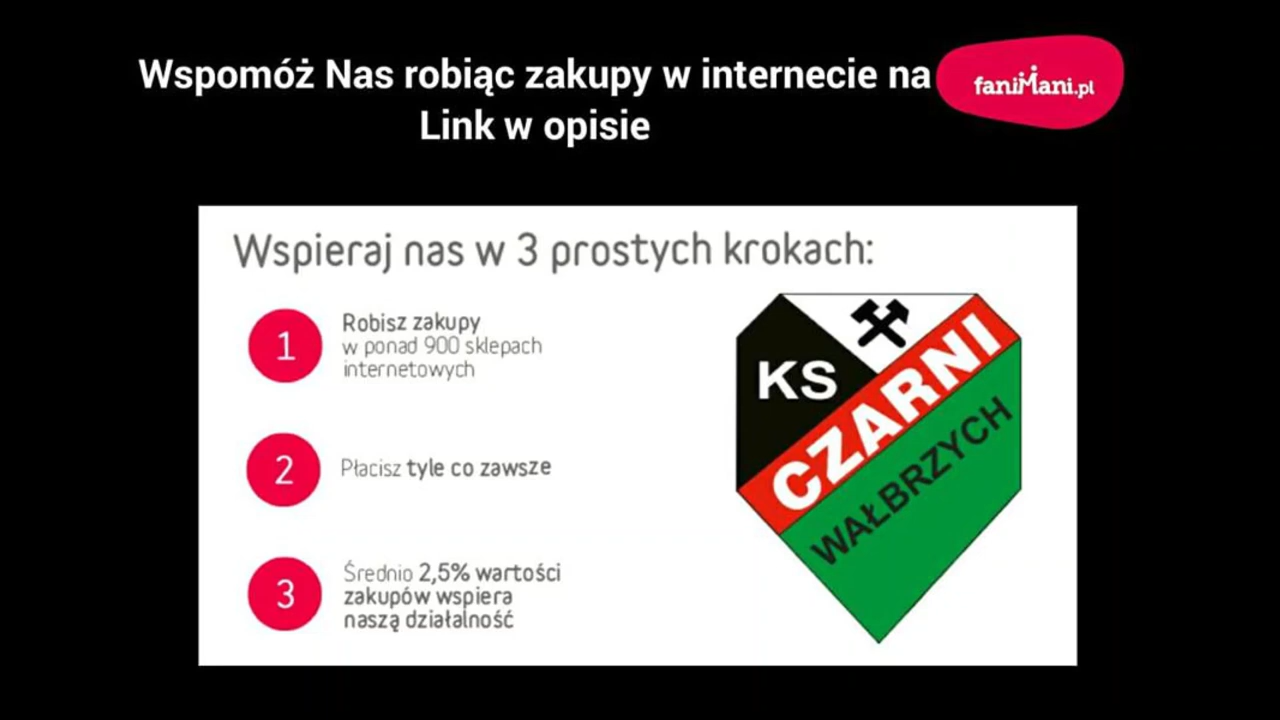 Wspomóż Nas robiąc zakupy w internecie na
faniMani.pl
Link w opisie
Wspieraj nas w 3 prostych krokach:
1
Robisz zakupy
w ponad 900 sklepach
internetowych
2
Płacisz tyle co zawsze
3
Średnio 2,5% wartości
zakupów wspiera
naszą działalność
KS
CZARNI
WAŁBRZYCH